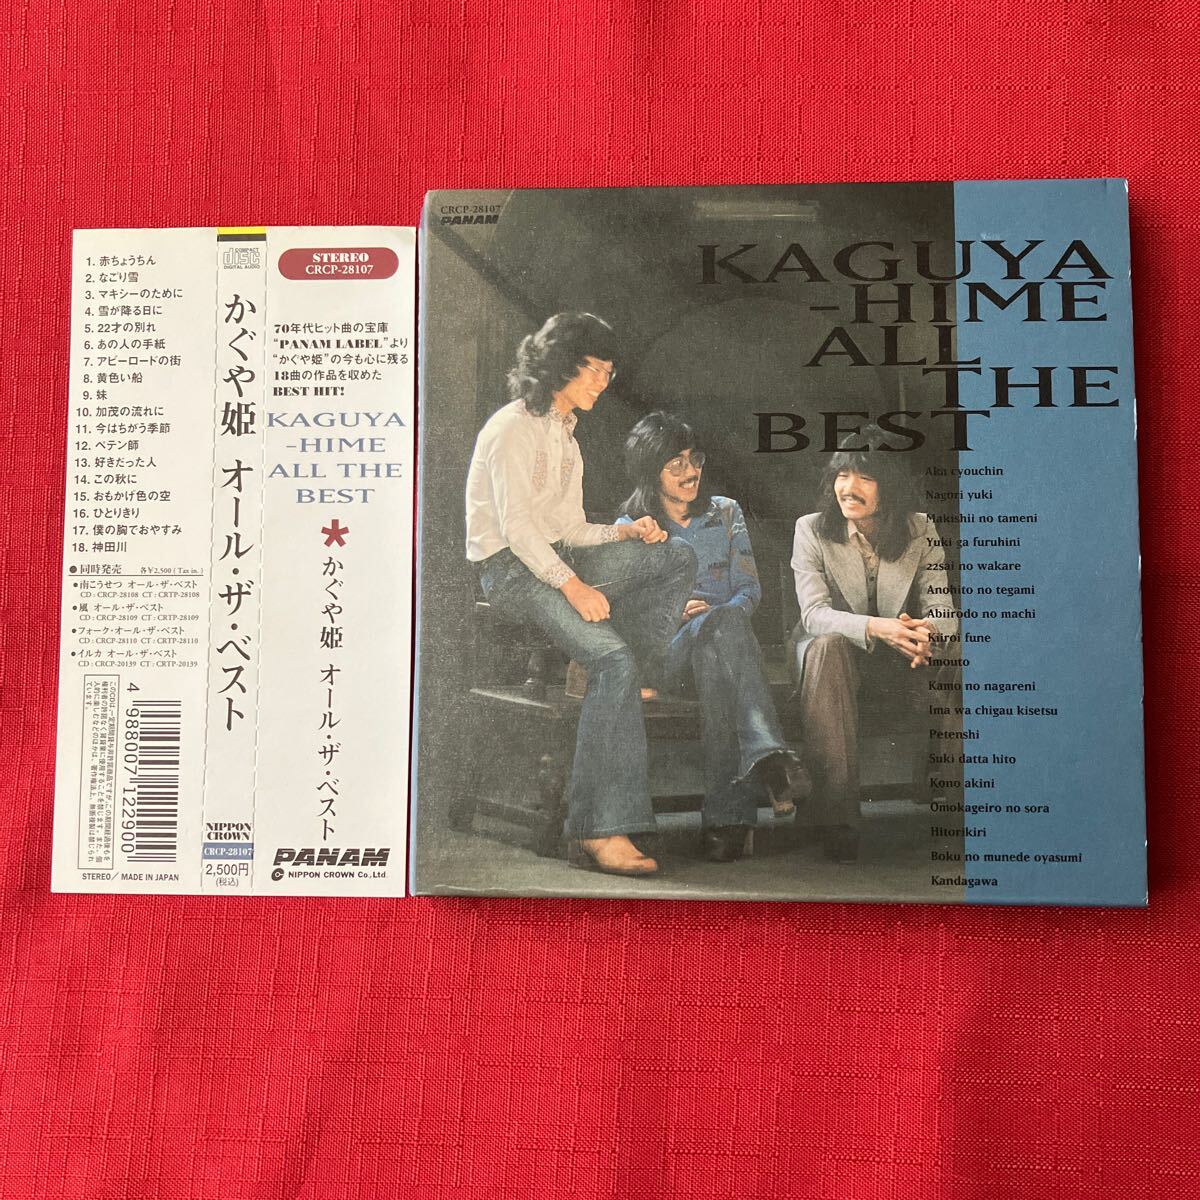 1. 赤ちょうちん
2. なごり雪
3. マキシーのために
4. 雪が降る日に
5. 22才の別れ
6. あの人の手紙
7. アビーロードの街
8. 黄色い船
9. 妹
10. 加茂の流れに
11. 今はちがう季節
12. ペテン師
13. 好きだった人
14. この秋に
15. おもかげ色の空
16. ひとりきり
17. 僕の胸でおやすみ
18. 神田川
●同時発売 各¥2,500 (Tax in.)
●南こうせつ オール・ザ・ベスト
CD : CRCP-28108 CT : CRTP-28108
●風 オール・ザ・ベスト
CD : CRCP-28109 CT : CRTP-28109
●フォーク・オール・ザ・ベスト
CD : CRCP-28110 CT : CRTP-28110
●イルカ オール・ザ・ベスト
CD : CRCP-20139 CT : CRTP-20139
4 988007 122900
STEREO/MADE IN JAPAN
COMPACT
disc
DIGITAL AUDIO
かぐや姫 オール・ザ・ベスト
NIPPON
CROWN
CRCP-28107
2,500円
(税込)
STEREO
CRCP-28107
70年代ヒット曲の宝庫
“PANAM LABEL”より
“かぐや姫”の今も心に残る
18曲の作品を収めた
BEST HIT!
KAGUYA
-HIME
ALL THE
BEST
*
かぐや姫 オール・ザ・ベスト
PANAM
NIPPON CROWN Co.,Ltd.
CRCP-28107
PANAM
KAGUYA
-HIME
ALL
THE
BEST
Aka cyouchin
Nagori yuki
Makishii no tameni
Yuki ga furuhini
22sai no wakare
Anohito no tegami
Abiirodo no machi
Kiiroi fune
Imouto
Kamo no nagareni
Ima wa chigau kisetsu
Petenshi
Suki datta hito
Kono akini
Omokageiro no sora
Hitorikiri
Boku no munede oyasumi
Kandagawa